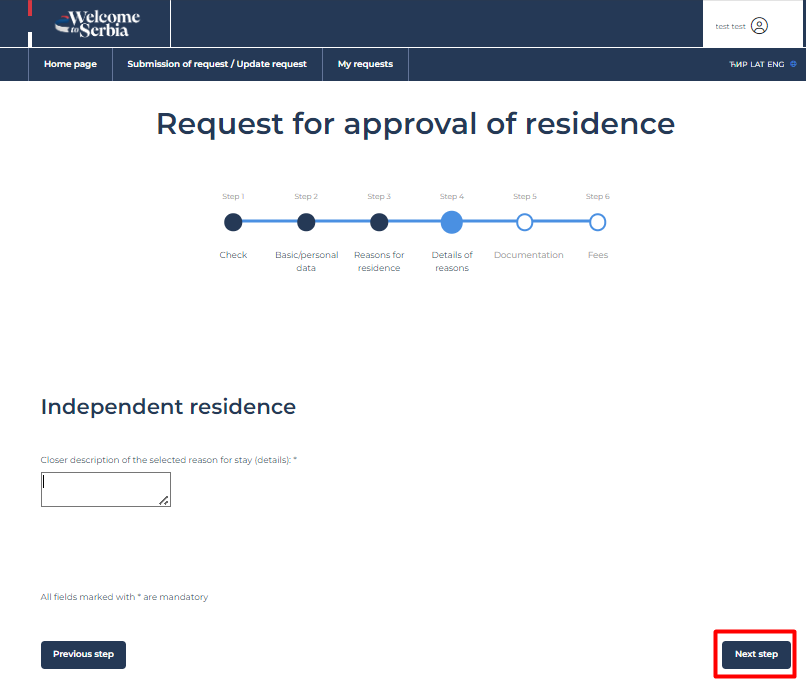 Welcome
to Serbia
test test
Home page
Submission of request / Update request
My requests
ЋИР LAT ENG
Request for approval of residence
Step 1
Step 2
Step 3
Step 4
Step 5
Step 6
Check
Basic/personal
data
Reasons for
residence
Details of
reasons
Documentation
Fees
Independent residence
Closer description of the selected reason for stay (details): *
All fields marked with * are mandatory
Previous step
Next step